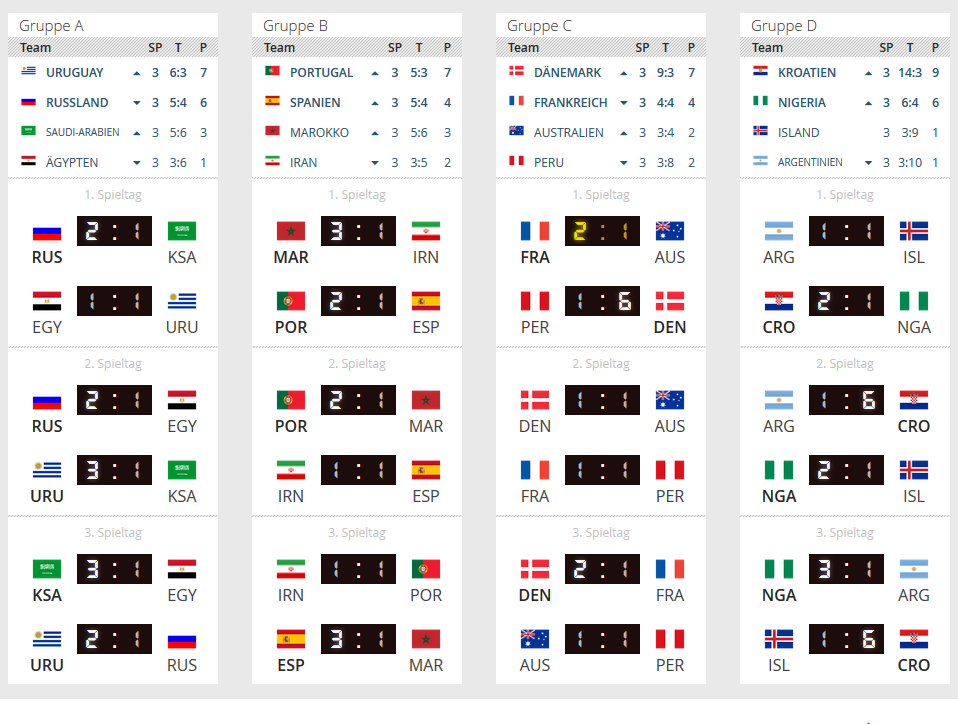 Gruppe A
Team SP T P
URUGUAY 3 6:3 7
RUSSLAND 3 5:4 6
SAUDI-ARABIEN 3 5:6 3
ÄGYPTEN 3 3:6 1
1. Spieltag
2 : 1
RUS KSA
1 : 1
EGY URU
2. Spieltag
2 : 1
RUS EGY
3 : 1
URU KSA
3. Spieltag
3 : 1
KSA EGY
2 : 1
URU RUS
Gruppe B
Team SP T P
PORTUGAL 3 5:3 7
SPANIEN 3 5:4 4
MAROKKO 3 5:6 3
IRAN 3 3:5 2
1. Spieltag
3 : 1
MAR IRN
2 : 1
POR ESP
2. Spieltag
2 : 1
POR MAR
1 : 1
IRN ESP
3. Spieltag
1 : 1
IRN POR
3 : 1
ESP MAR
Gruppe C
Team SP T P
DÄNEMARK 3 9:3 7
FRANKREICH 3 4:4 4
AUSTRALIEN 3 3:4 2
PERU 3 3:8 2
1. Spieltag
2 : 1
FRA AUS
1 : 6
PER DEN
2. Spieltag
1 : 1
DEN AUS
1 : 1
FRA PER
3. Spieltag
2 : 1
DEN FRA
1 : 1
AUS PER
Gruppe D
Team SP T P
KROATIEN 3 14:3 9
NIGERIA 3 6:4 6
ISLAND 3 3:9 1
ARGENTINIEN 3 3:10 1
1. Spieltag
1 : 1
ARG ISL
2 : 1
CRO NGA
2. Spieltag
1 : 6
ARG CRO
2 : 1
NGA ISL
3. Spieltag
3 : 1
NGA ARG
1 : 6
ISL CRO